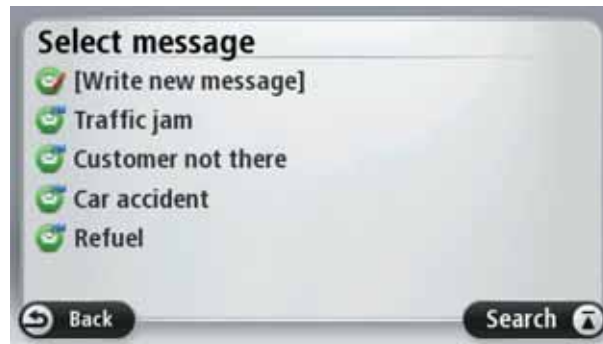 Select message
[Write new message]
Traffic jam
Customer not there
Car accident
Refuel
Back
Search